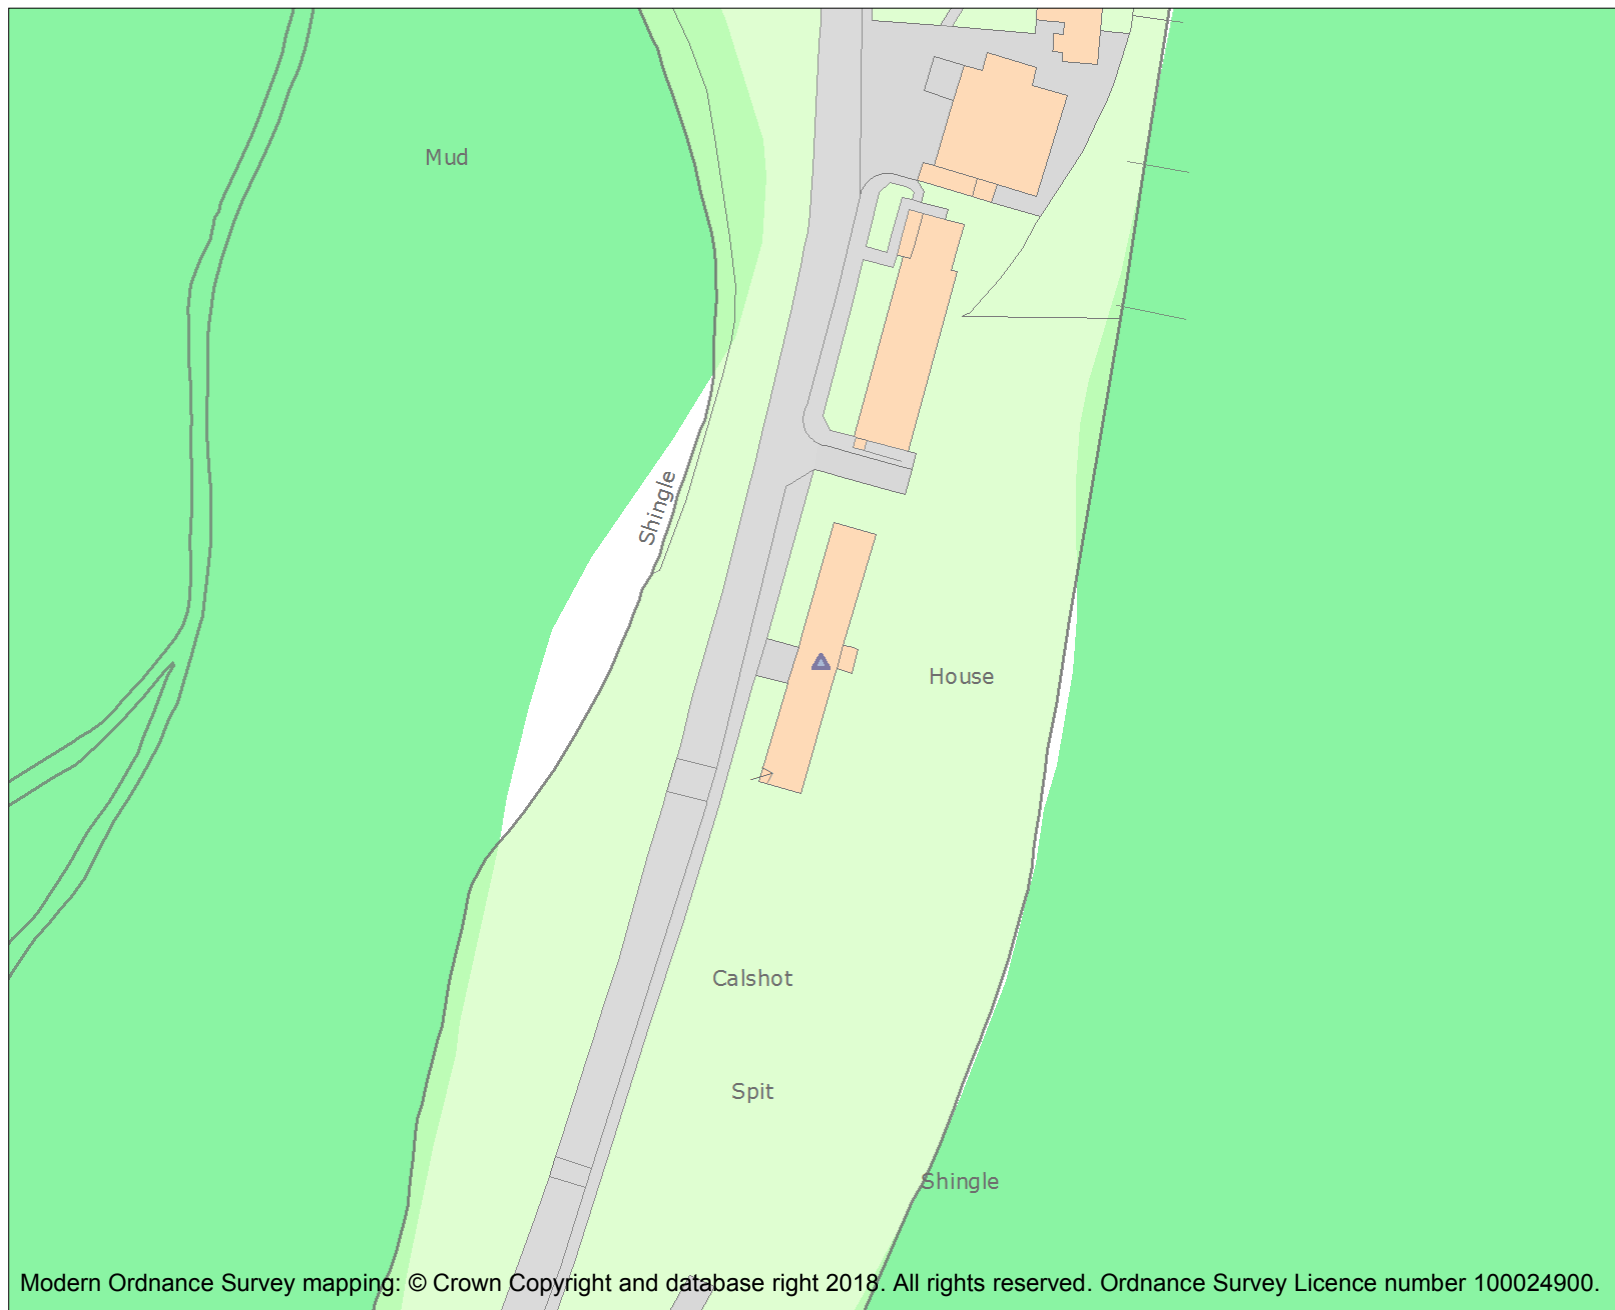 Mud
Shingle
House
Calshot
Spit
Shingle
Modern Ordnance Survey mapping: © Crown Copyright and database right 2018. All rights reserved. Ordnance Survey Licence number 100024900.